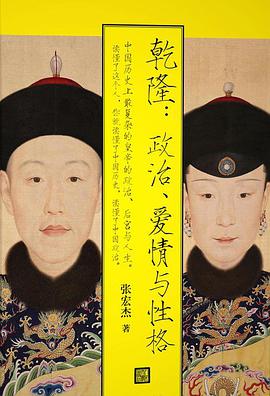 乾隆：政治、爱情与性格
中国历史上最复杂的皇帝的政治、后宫与人生。
读懂了这个人，你就读懂了中国历史，读懂了中国政治。
张宏杰 著